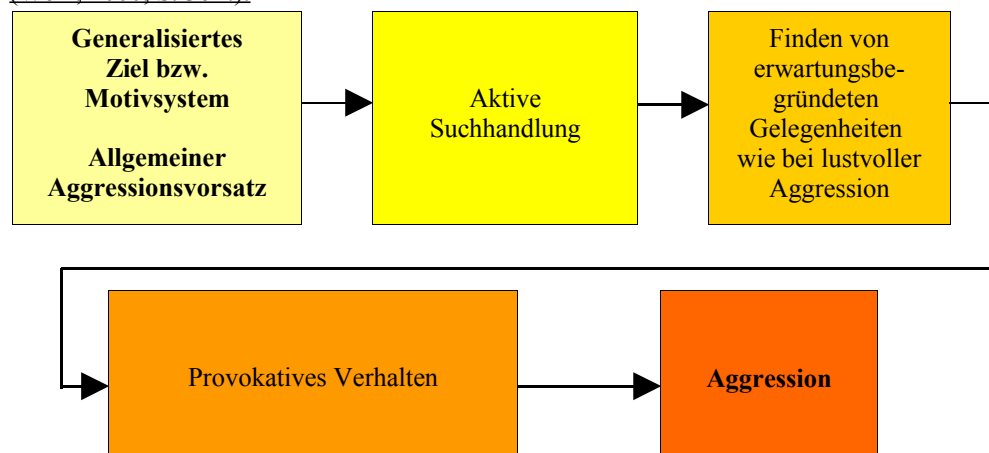 Generalisiertes
Ziel bzw.
Motivsystem
Allgemeiner
Aggressionsvorsatz
Aktive
Suchhandlung
Finden von
erwartungsbe-
gründeten
Gelegenheiten
wie bei lustvoller
Aggression
Provokatives Verhalten
Aggression